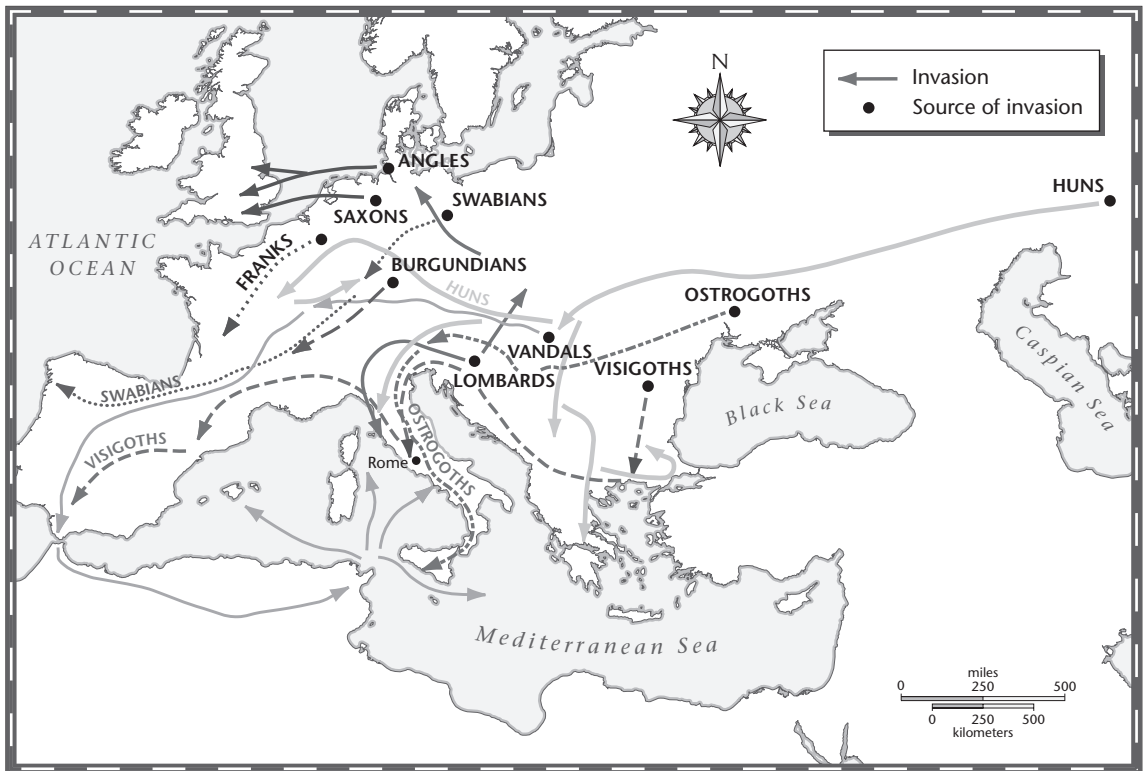 N
Invasion
Source of invasion
ANGLES
SWABIANS
SAXONS
HUNS
FRANKS
ATLANTIC
OCEAN
BURGUNDIANS
HUNS
OSTROGOTHS
VANDALS
VISIGOTHS
LOMBARDS
Caspian Sea
Black Sea
SWABIANS
OSTROGOTHS
VISIGOTHS
Rome
Mediterranean Sea
miles
0 250 500
0 250 500
kilometers